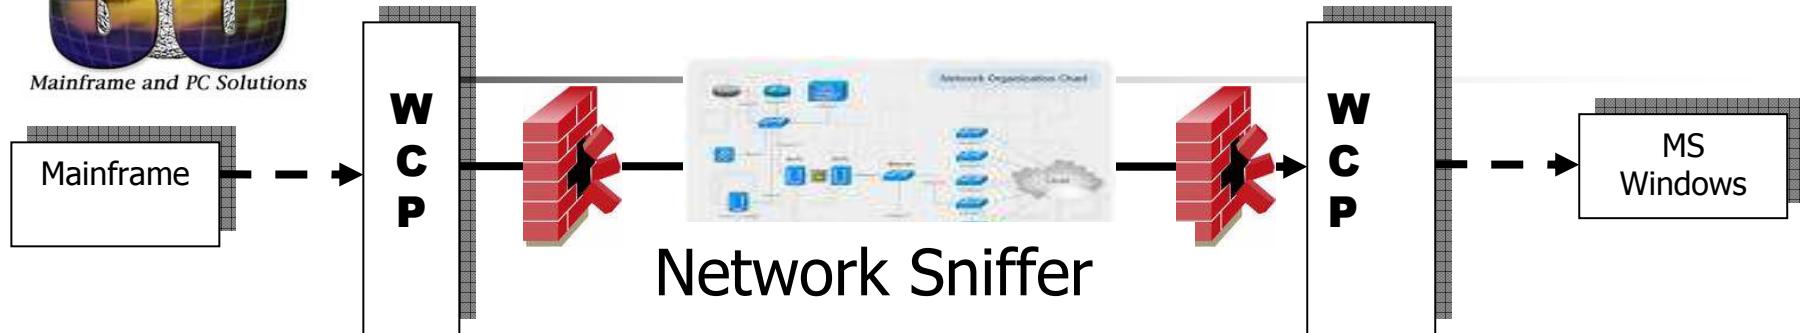 Mainframe and PC Solutions
Mainframe
W
C
P
Network Organization Chart
Network Sniffer
W
C
P
MS
Windows